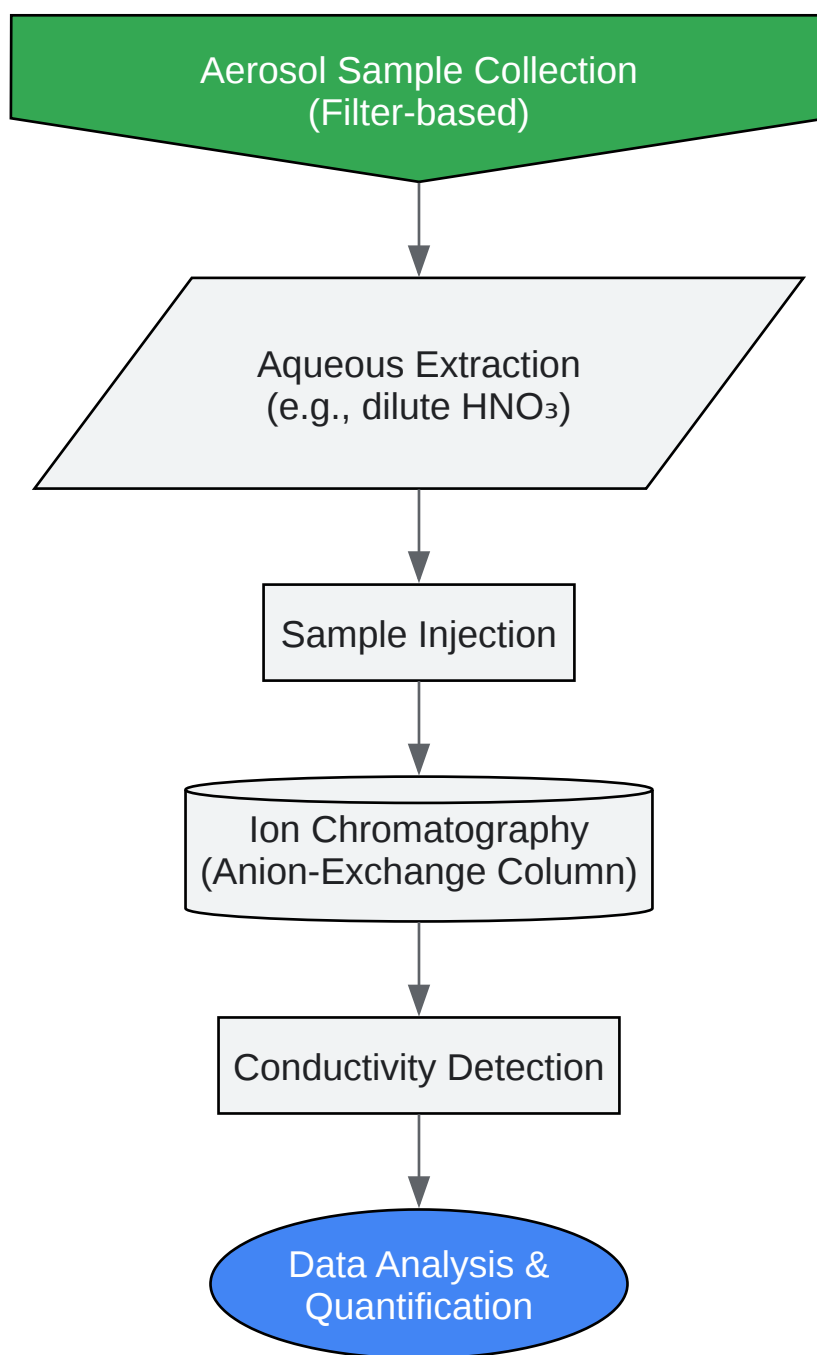 Aerosol Sample Collection
(Filter-based)
Aqueous Extraction
(e.g., dilute HNO₃)
Sample Injection
Ion Chromatography
(Anion-Exchange Column)
Conductivity Detection
Data Analysis &
Quantification